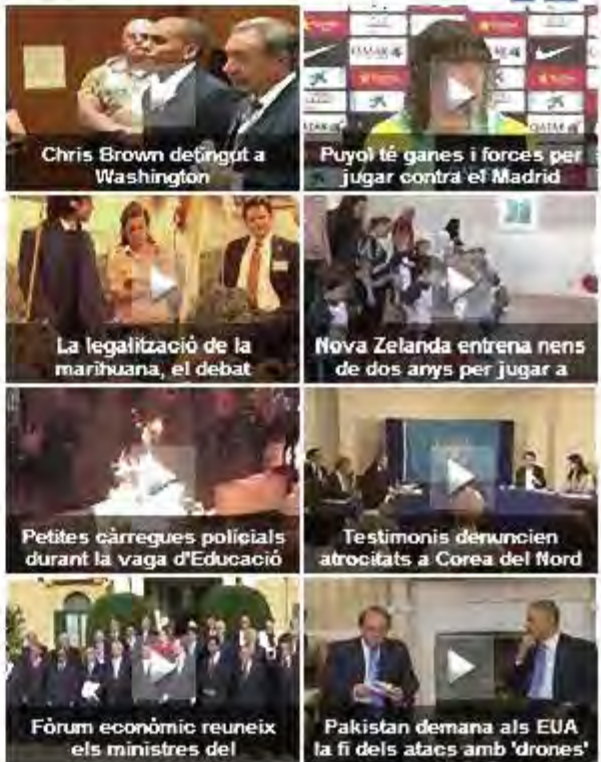 Chris Brown detingut a
Washington
Puyol té ganes i forces per
jugar contra el Madrid
La legalització de la
marihuana, el debat
Nova Zelanda entrena nens
de dos anys per jugar a
Petites càrregues policials
durant la vaga d'Educació
Testimonis denuncien
atrocitats a Corea del Nord
Fòrum econòmic reuneix
els ministres del
Pakistan demana als EUA
la fi dels atacs amb 'drones'